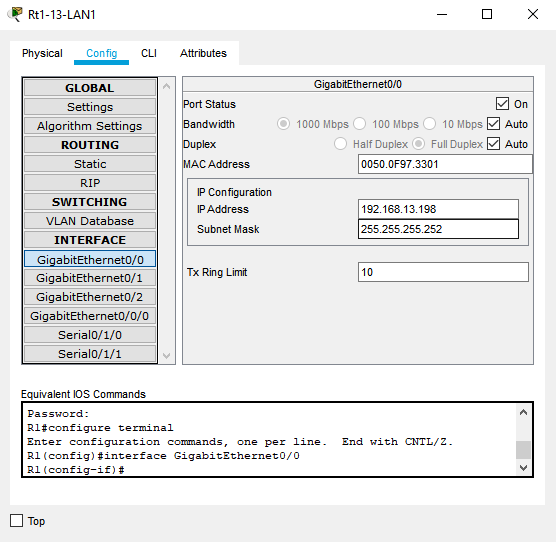 Rt1-13-LAN1
Physical Config CLI Attributes
GLOBAL
Settings
Algorithm Settings
ROUTING
Static
RIP
SWITCHING
VLAN Database
INTERFACE
GigabitEthernet0/0
GigabitEthernet0/1
GigabitEthernet0/2
GigabitEthernet0/0/0
Serial0/1/0
Serial0/1/1
GigabitEthernet0/0
Port Status On
Bandwidth 1000 Mbps 100 Mbps 10 Mbps Auto
Duplex Half Duplex Full Duplex Auto
MAC Address 0050.0F97.3301
IP Configuration
IP Address 192.168.13.198
Subnet Mask 255.255.255.252
Tx Ring Limit 10
Equivalent IOS Commands
Password:
R1#configure terminal
Enter configuration commands, one per line. End with CNTL/Z.
R1(config)#interface GigabitEthernet0/0
R1(config-if)#
Top